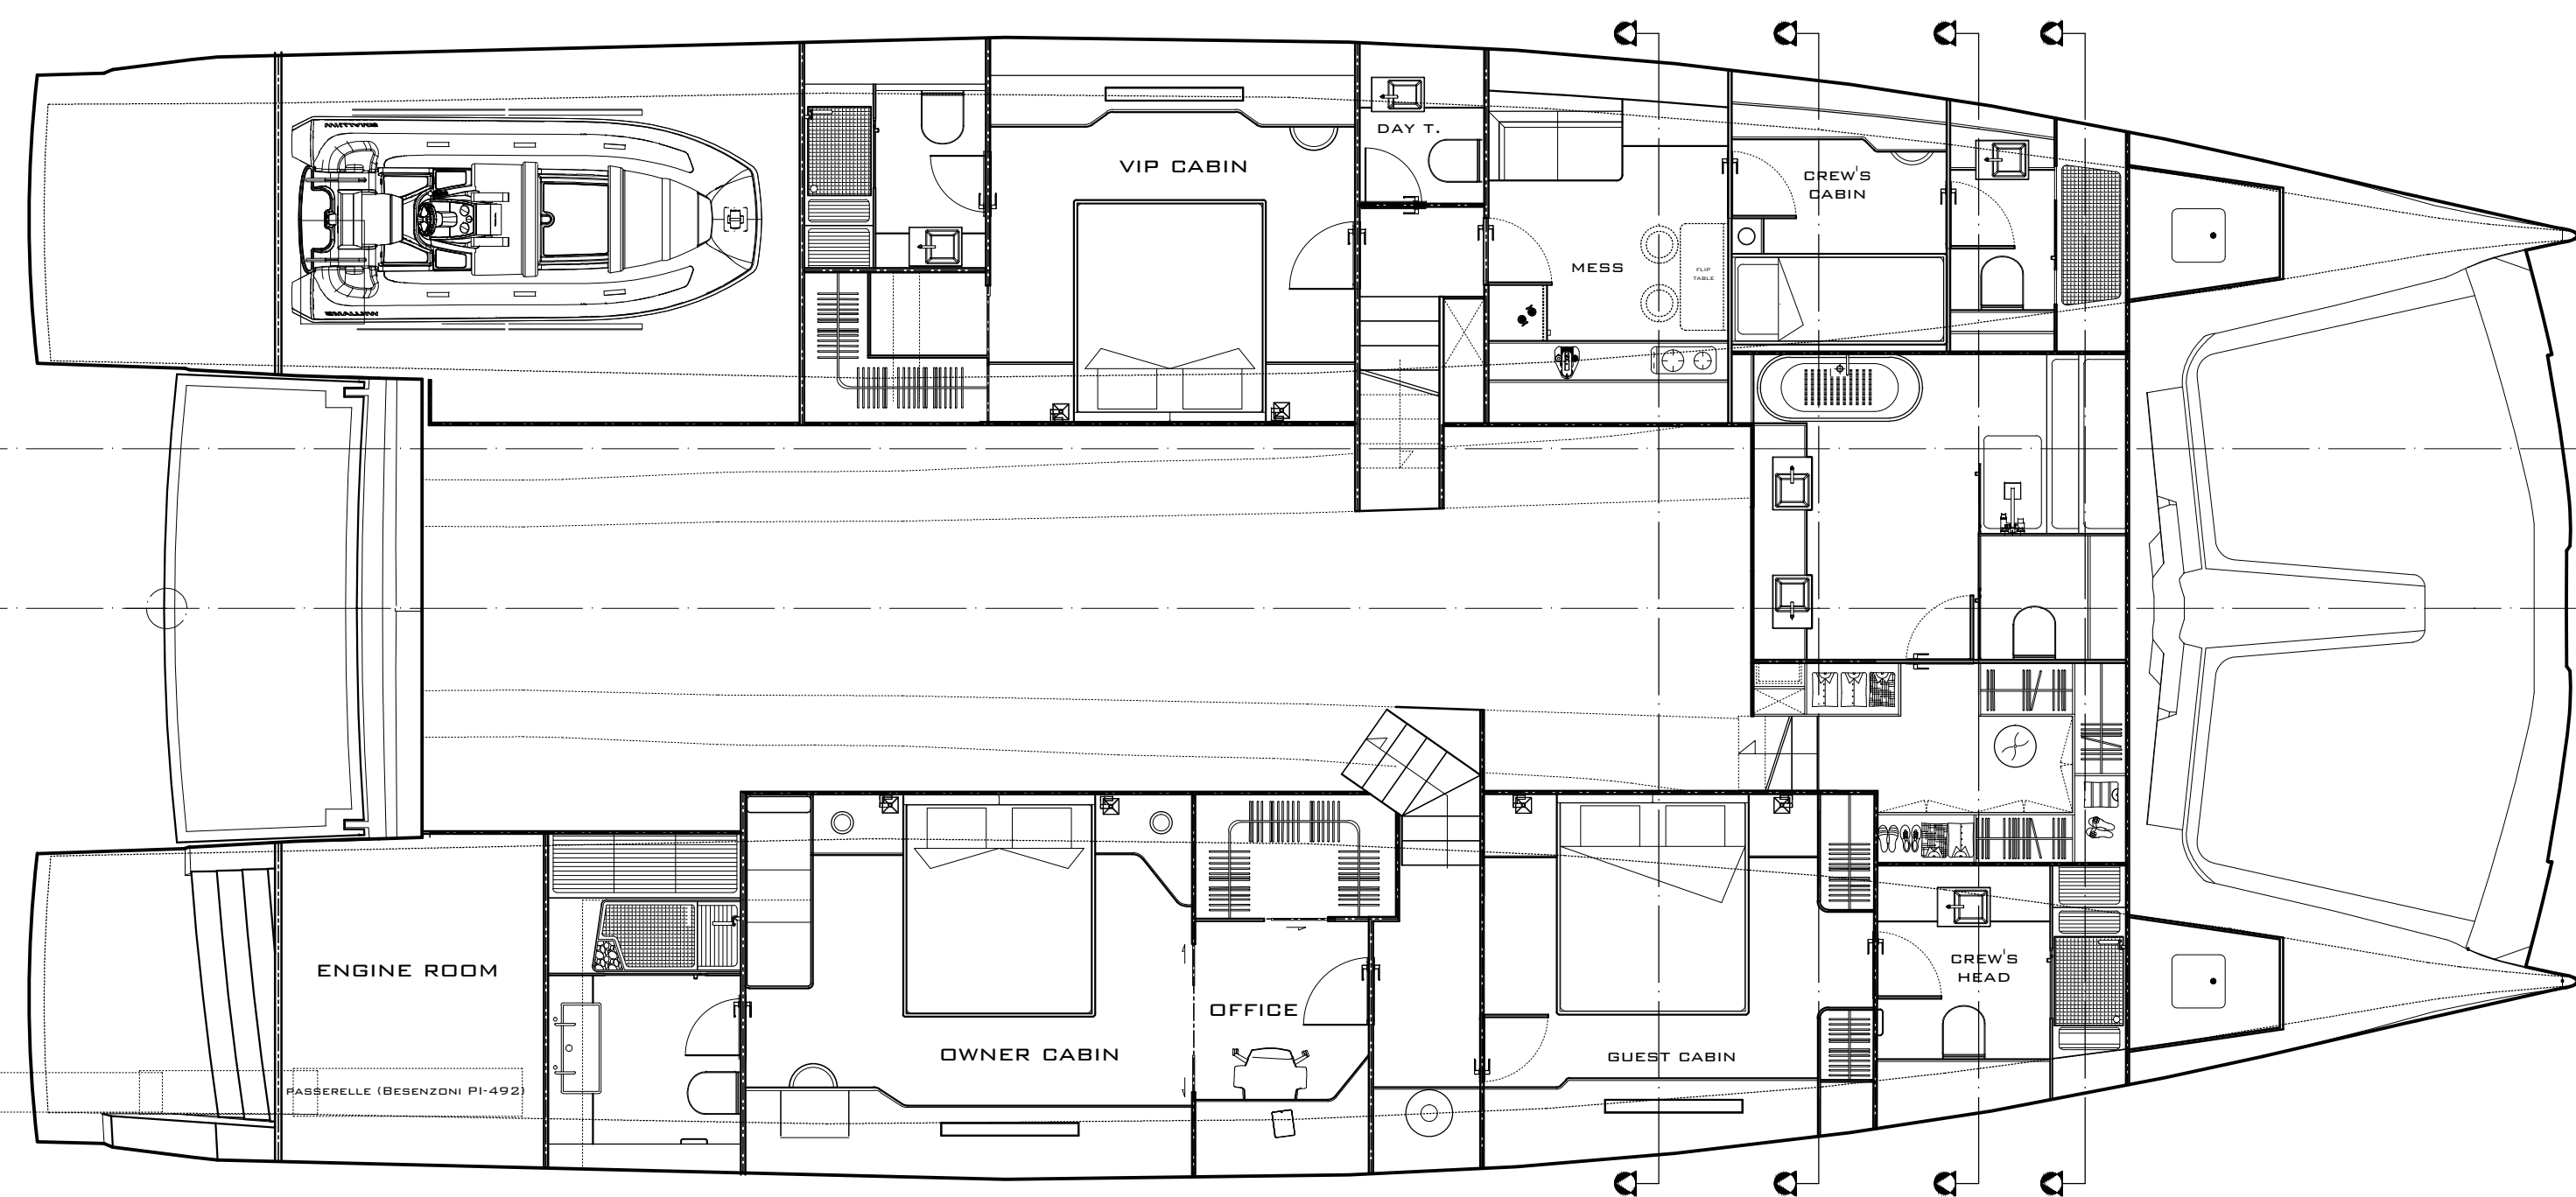 DAY T.
VIP CABIN
CREW'S
CABIN
MESS
FLIP
TABLE
ENGINE ROOM
CREW'S
HEAD
OFFICE
OWNER CABIN
GUEST CABIN
PASSERELLE (BESENZONI PI-492)